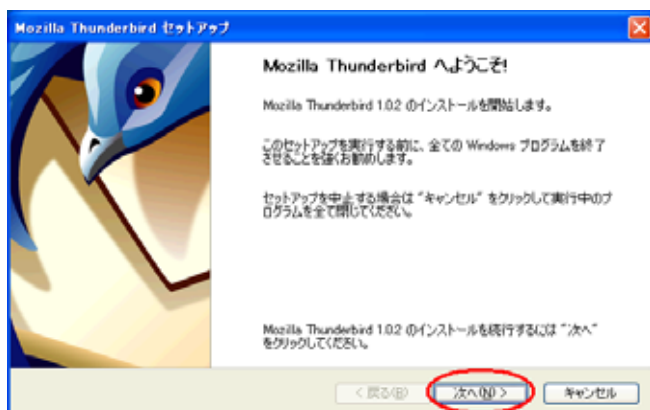 Mozilla Thunderbird セットアップ
Mozilla Thunderbird へようこそ!
Mozilla Thunderbird 1.0.2 のインストールを開始します。
このセットアップを実行する前に、全ての Windows プログラムを終了
させることを強くお勧めします。
セットアップを中止する場合は "キャンセル" をクリックして実行中のプ
ログラムを全て閉じてください。
Mozilla Thunderbird 1.0.2 のインストールを続行するには "次へ"
をクリックしてください。
< 戻る(B) 次へ(N) > キャンセル